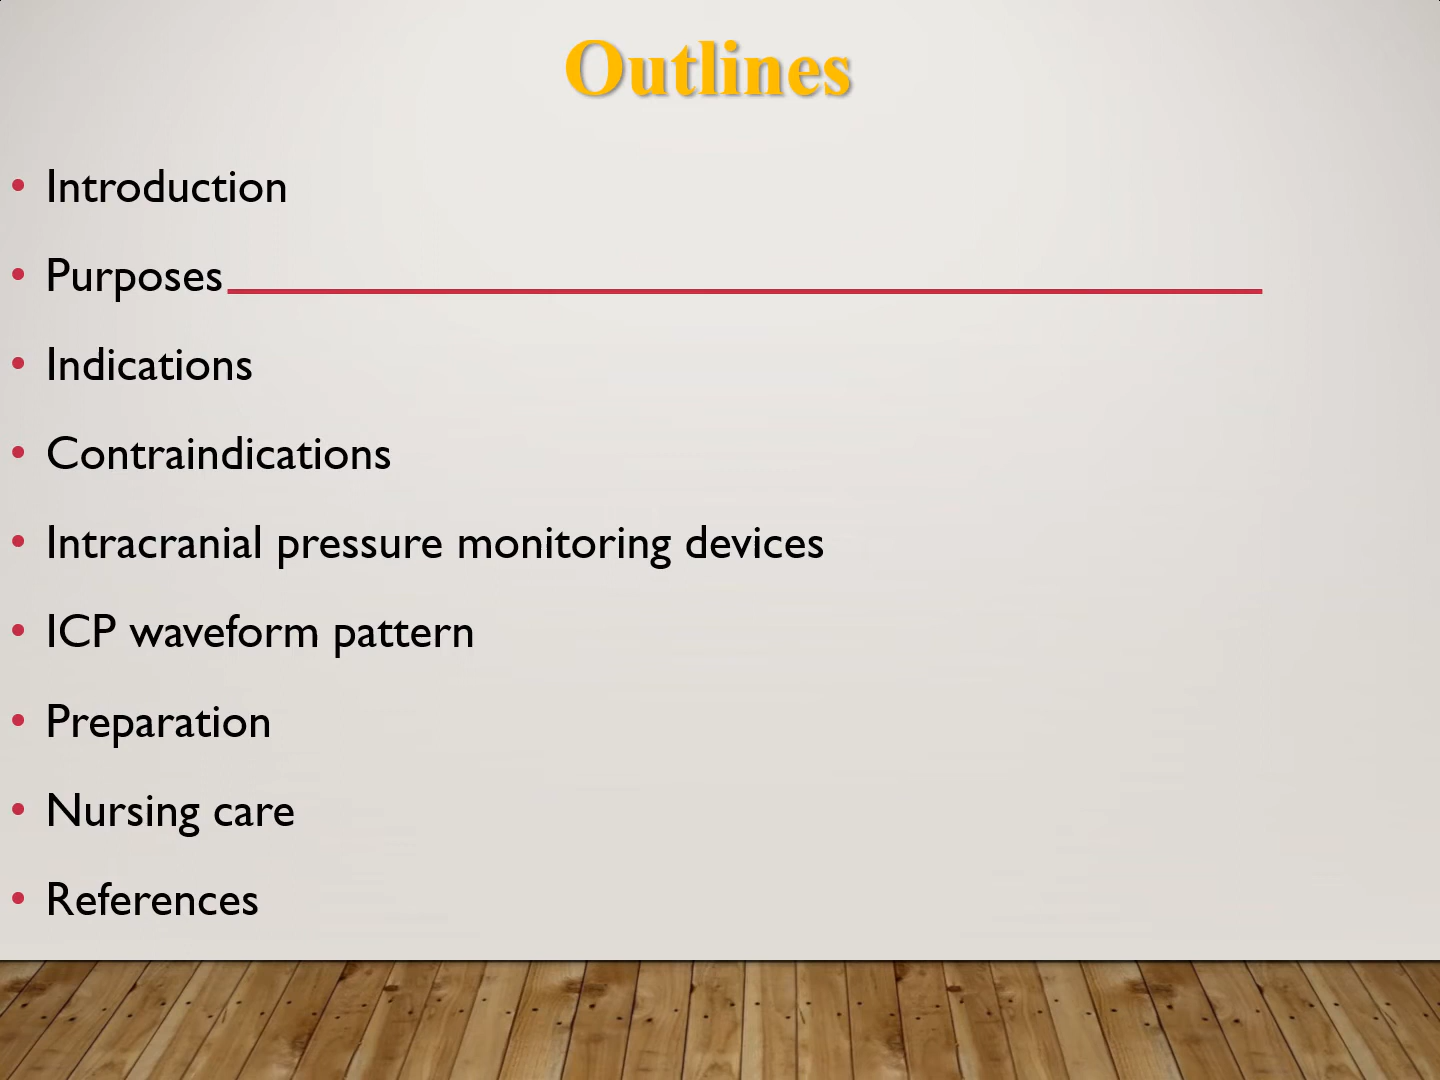 Outlines
• Introduction
• Purposes
• Indications
• Contraindications
• Intracranial pressure monitoring devices
• ICP waveform pattern
• Preparation
• Nursing care
• References